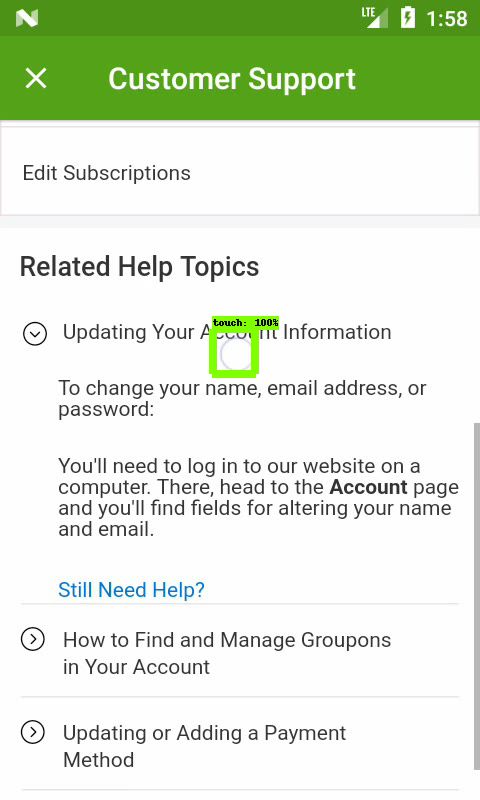 LTE 1:58
Customer Support
Edit Subscriptions
Related Help Topics
touch: 100%
Updating Your Account Information
To change your name, email address, or
password:
You'll need to log in to our website on a
computer. There, head to the Account page
and you'll find fields for altering your name
and email.
Still Need Help?
How to Find and Manage Groupons
in Your Account
Updating or Adding a Payment
Method